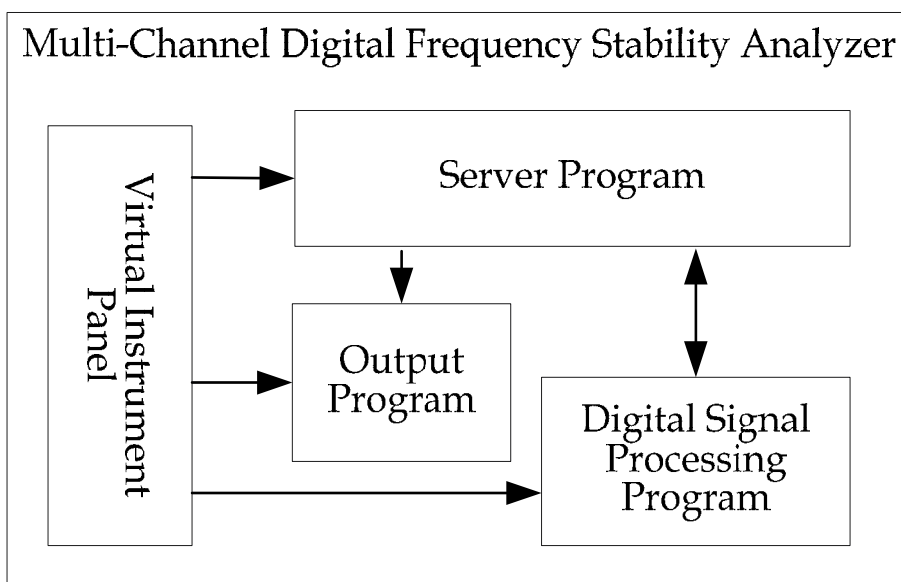 Multi-Channel Digital Frequency Stability Analyzer
Virtual Instrument
Panel
Server Program
Output
Program
Digital Signal
Processing
Program